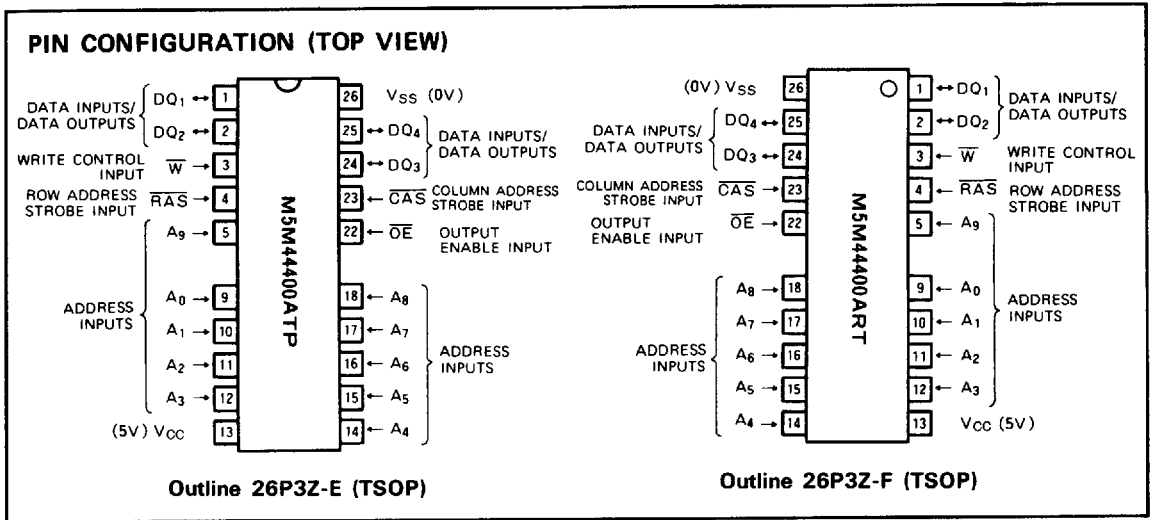 PIN CONFIGURATION (TOP VIEW)
DATA INPUTS/
DATA OUTPUTS
DQ₁ ↔ 1
DQ₂ ↔ 2
WRITE CONTROL
INPUT
W̅ → 3
ROW ADDRESS
STROBE INPUT
R̅A̅S̅ → 4
A₉ → 5
ADDRESS
INPUTS
A₀ → 9
A₁ → 10
A₂ → 11
A₃ → 12
(5V) VCC 13
M5M44400ATP
26 VSS (0V)
25 ↔ DQ₄
24 ↔ DQ₃
DATA INPUTS/
DATA OUTPUTS
23 ← C̅A̅S̅ COLUMN ADDRESS
STROBE INPUT
22 ← O̅E̅ OUTPUT
ENABLE INPUT
18 ← A₈
17 ← A₇
16 ← A₆
15 ← A₅
14 ← A₄
ADDRESS
INPUTS
Outline 26P3Z-E (TSOP)
(0V) VSS 26
DATA INPUTS/
DATA OUTPUTS
DQ₄ ↔ 25
DQ₃ ↔ 24
COLUMN ADDRESS
STROBE INPUT
C̅A̅S̅ → 23
OUTPUT
ENABLE INPUT
O̅E̅ → 22
A₈ → 18
A₇ → 17
A₆ → 16
A₅ → 15
A₄ → 14
ADDRESS
INPUTS
M5M44400ART
1 ↔ DQ₁
2 ↔ DQ₂
DATA INPUTS/
DATA OUTPUTS
3 ← W̅ WRITE CONTROL
INPUT
4 ← R̅A̅S̅ ROW ADDRESS
STROBE INPUT
5 ← A₉
9 ← A₀
10 ← A₁
11 ← A₂
12 ← A₃
ADDRESS
INPUTS
13 VCC (5V)
Outline 26P3Z-F (TSOP)